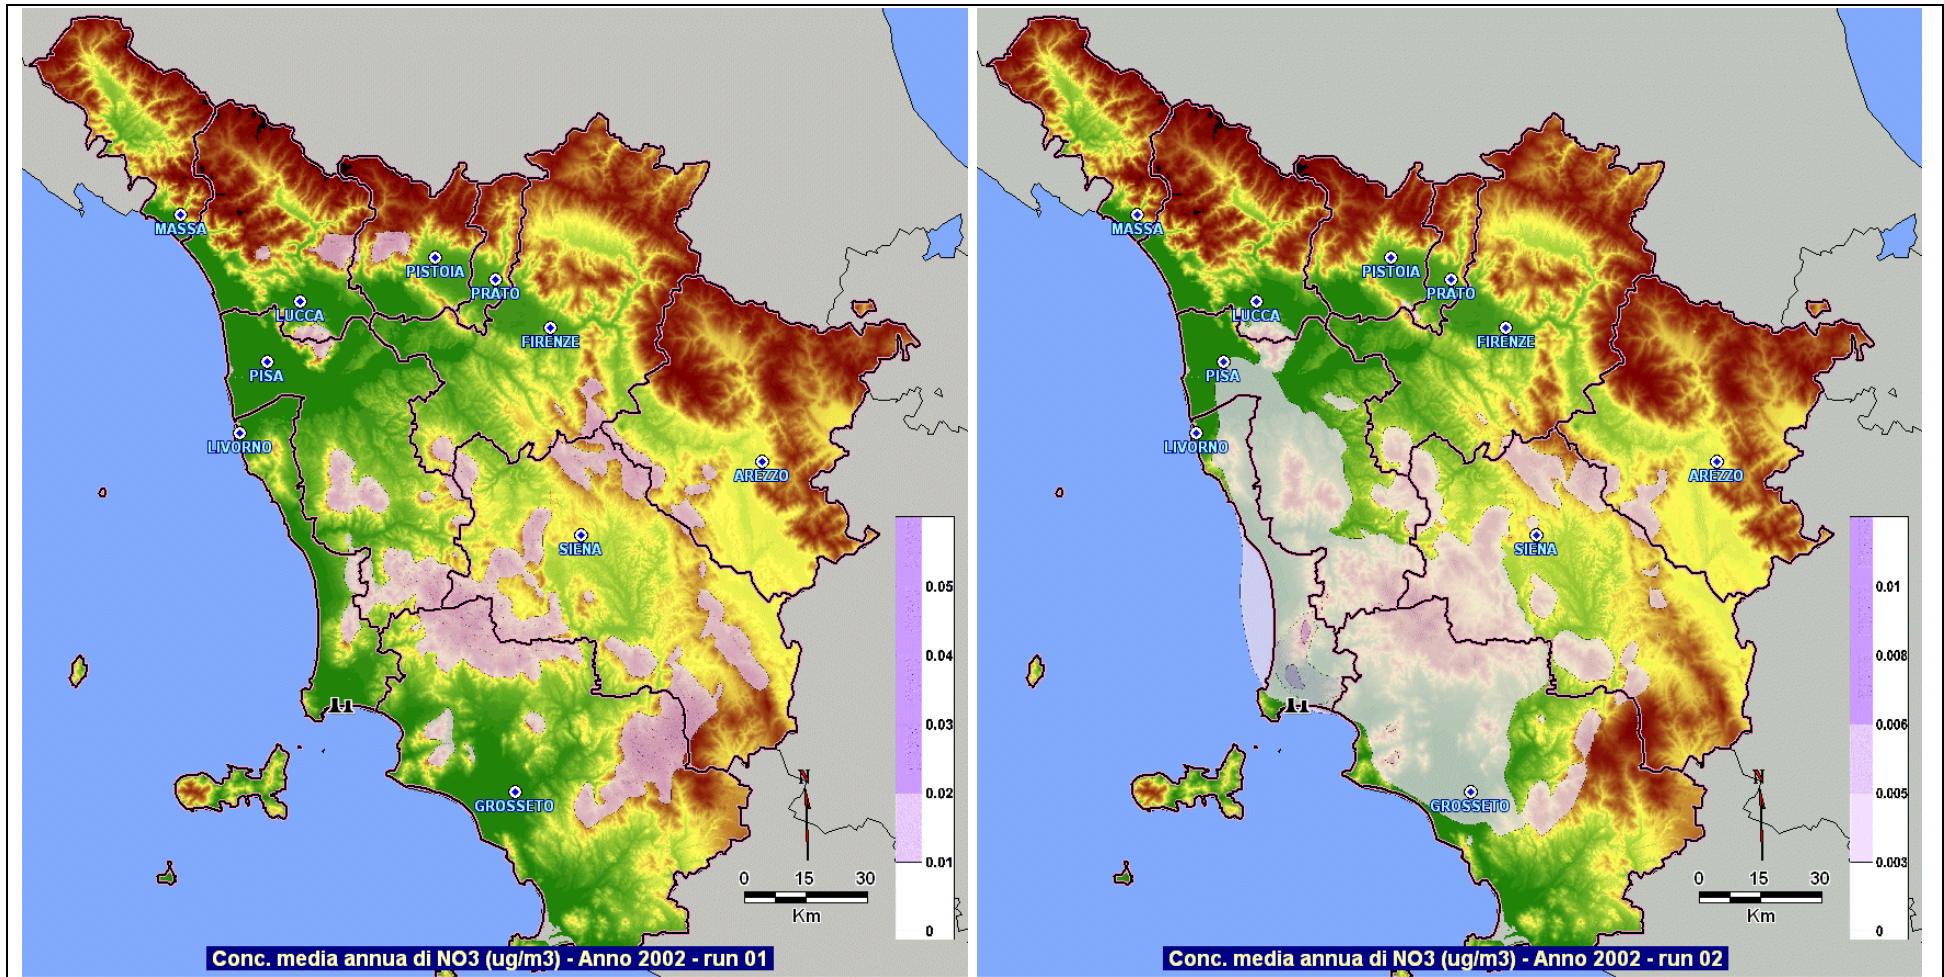 MASSA
PISTOIA
PRATO
LUCCA
FIRENZE
PISA
LIVORNO
AREZZO
SIENA
GROSSETO
0.05
0.04
0.03
0.02
0.01
0
N
0 15 30
Km
Conc. media annua di NO3 (ug/m3) - Anno 2002 - run 01
MASSA
PISTOIA
PRATO
LUCCA
FIRENZE
PISA
LIVORNO
AREZZO
SIENA
GROSSETO
0.01
0.008
0.006
0.005
0.003
0
N
0 15 30
Km
Conc. media annua di NO3 (ug/m3) - Anno 2002 - run 02